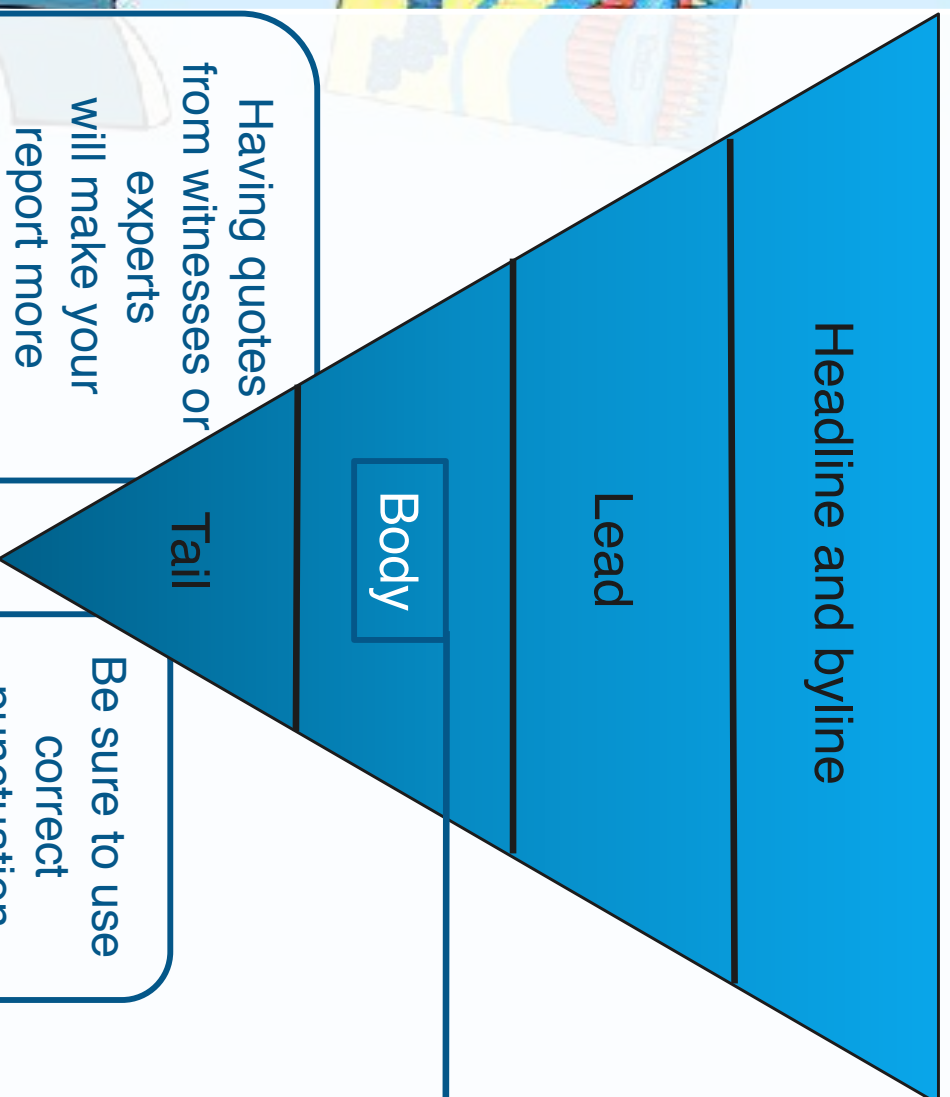 Headline and byline
Lead
Body
Tail
Having quotes
from witnesses or
experts
will make your
report more
Be sure to use
correct